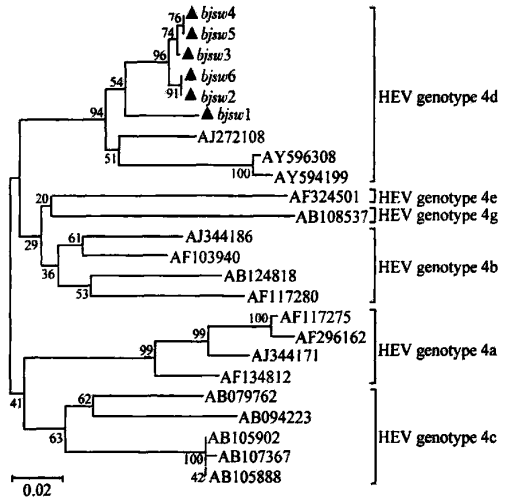 76 ▲ bjsw4
74 ▲ bjsw5
96 ▲ bjsw3
54 ▲ bjsw6
91 ▲ bjsw2
94 ▲ bjsw1
HEV genotype 4d
AJ272108
51
AY596308
100 AY594199
20 AF324501 HEV genotype 4e
AB108537 HEV genotype 4g
29
61 AJ344186
AF103940
36 AB124818
HEV genotype 4b
53 AF117280
100 AF117275
99 AF296162
99 AJ344171
HEV genotype 4a
AF134812
41
62 AB079762
AB094223
63
AB105902
HEV genotype 4c
100 AB107367
42 AB105888
0.02